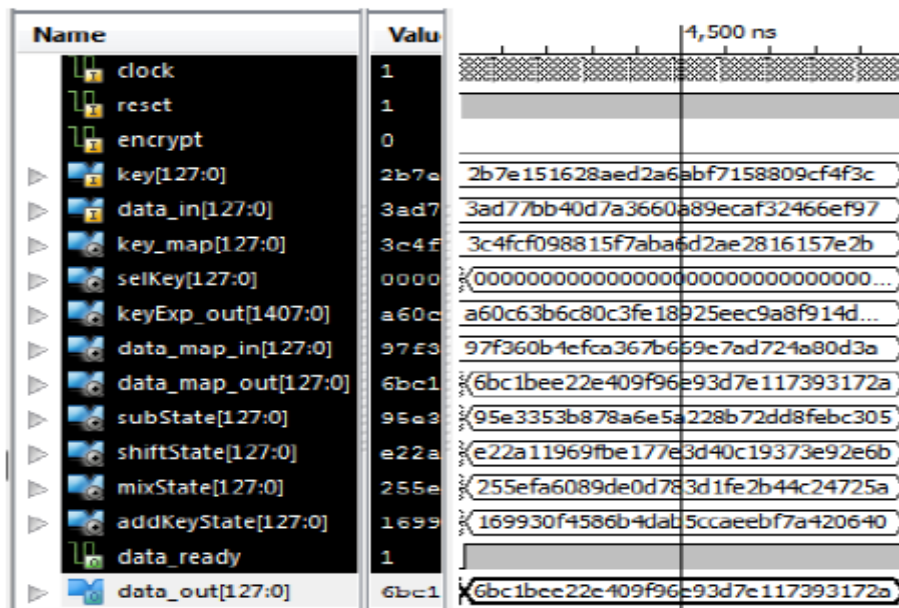 Name Valu 4,500 ns
clock 1
reset 1
encrypt 0
key[127:0] 2b7e 2b7e151628aed2a6abf7158809cf4f3c
data_in[127:0] 3ad7 3ad77bb40d7a3660a89ecaf32466ef97
key_map[127:0] 3c4f 3c4fcf098815f7aba6d2ae2816157e2b
selKey[127:0] 0000 00000000000000000000000000000...
keyExp_out[1407:0] a60c a60c63b6c80c3fe18925eec9a8f914d...
data_map_in[127:0] 97f3 97f360b4efca367b669e7ad724a80d3a
data_map_out[127:0] 6bc1 6bc1bee22e409f96e93d7e117393172a
subState[127:0] 95e3 95e3353b878a6e5a228b72dd8febc305
shiftState[127:0] e22a e22a11969fbe177e3d40c19373e92e6b
mixState[127:0] 255e 255efa6089de0d783d1fe2b44c24725a
addKeyState[127:0] 1699 169930f4586b4dab5ccaeebf7a420640
data_ready 1
data_out[127:0] 6bc1 6bc1bee22e409f96e93d7e117393172a